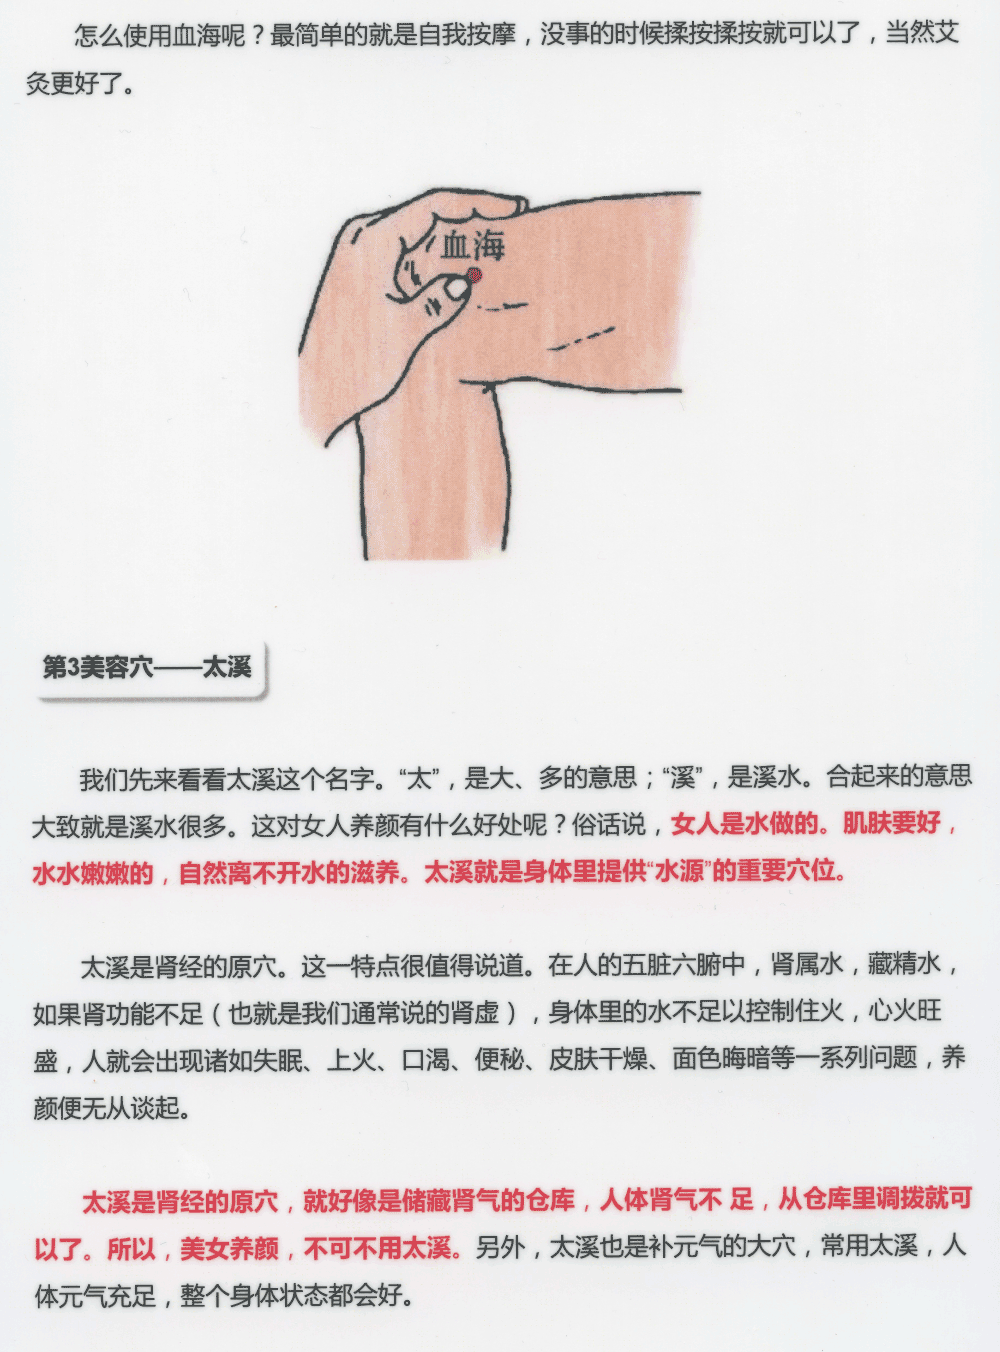 怎么使用血海呢？最简单的就是自我按摩，没事的时候揉按揉按就可以了，当然艾
灸更好了。
血海
第3美容穴——太溪
我们先来看看太溪这个名字。“太”，是大、多的意思；“溪”，是溪水。合起来的意思
大致就是溪水很多。这对女人养颜有什么好处呢？俗话说，女人是水做的。肌肤要好，
水水嫩嫩的，自然离不开水的滋养。太溪就是身体里提供“水源”的重要穴位。
太溪是肾经的原穴。这一特点很值得说道。在人的五脏六腑中，肾属水，藏精水，
如果肾功能不足（也就是我们通常说的肾虚），身体里的水不足以控制住火，心火旺
盛，人就会出现诸如失眠、上火、口渴、便秘、皮肤干燥、面色晦暗等一系列问题，养
颜便无从谈起。
太溪是肾经的原穴，就好像是储藏肾气的仓库，人体肾气不 足，从仓库里调拨就可
以了。所以，美女养颜，不可不用太溪。另外，太溪也是补元气的大穴，常用太溪，人
体元气充足，整个身体状态都会好。